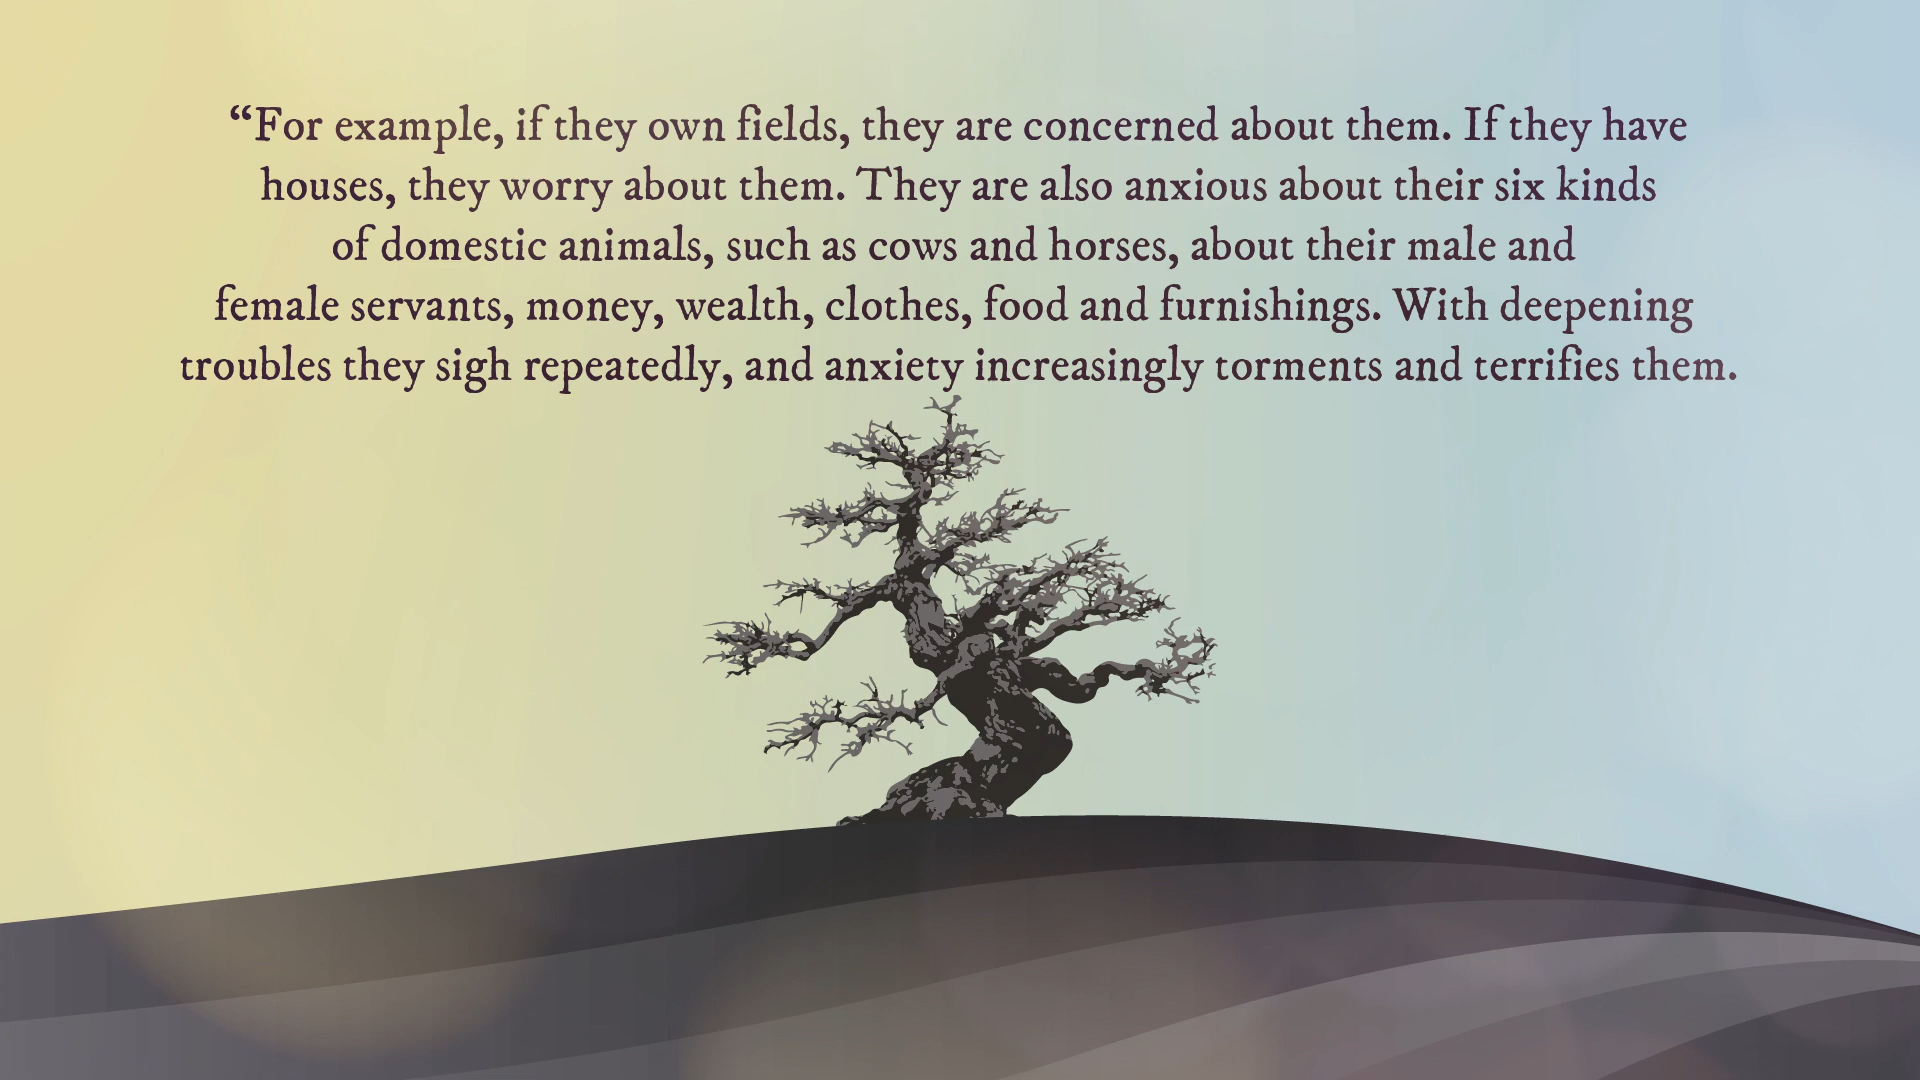 “For example, if they own fields, they are concerned about them. If they have
houses, they worry about them. They are also anxious about their six kinds
of domestic animals, such as cows and horses, about their male and
female servants, money, wealth, clothes, food and furnishings. With deepening
troubles they sigh repeatedly, and anxiety increasingly torments and terrifies them.